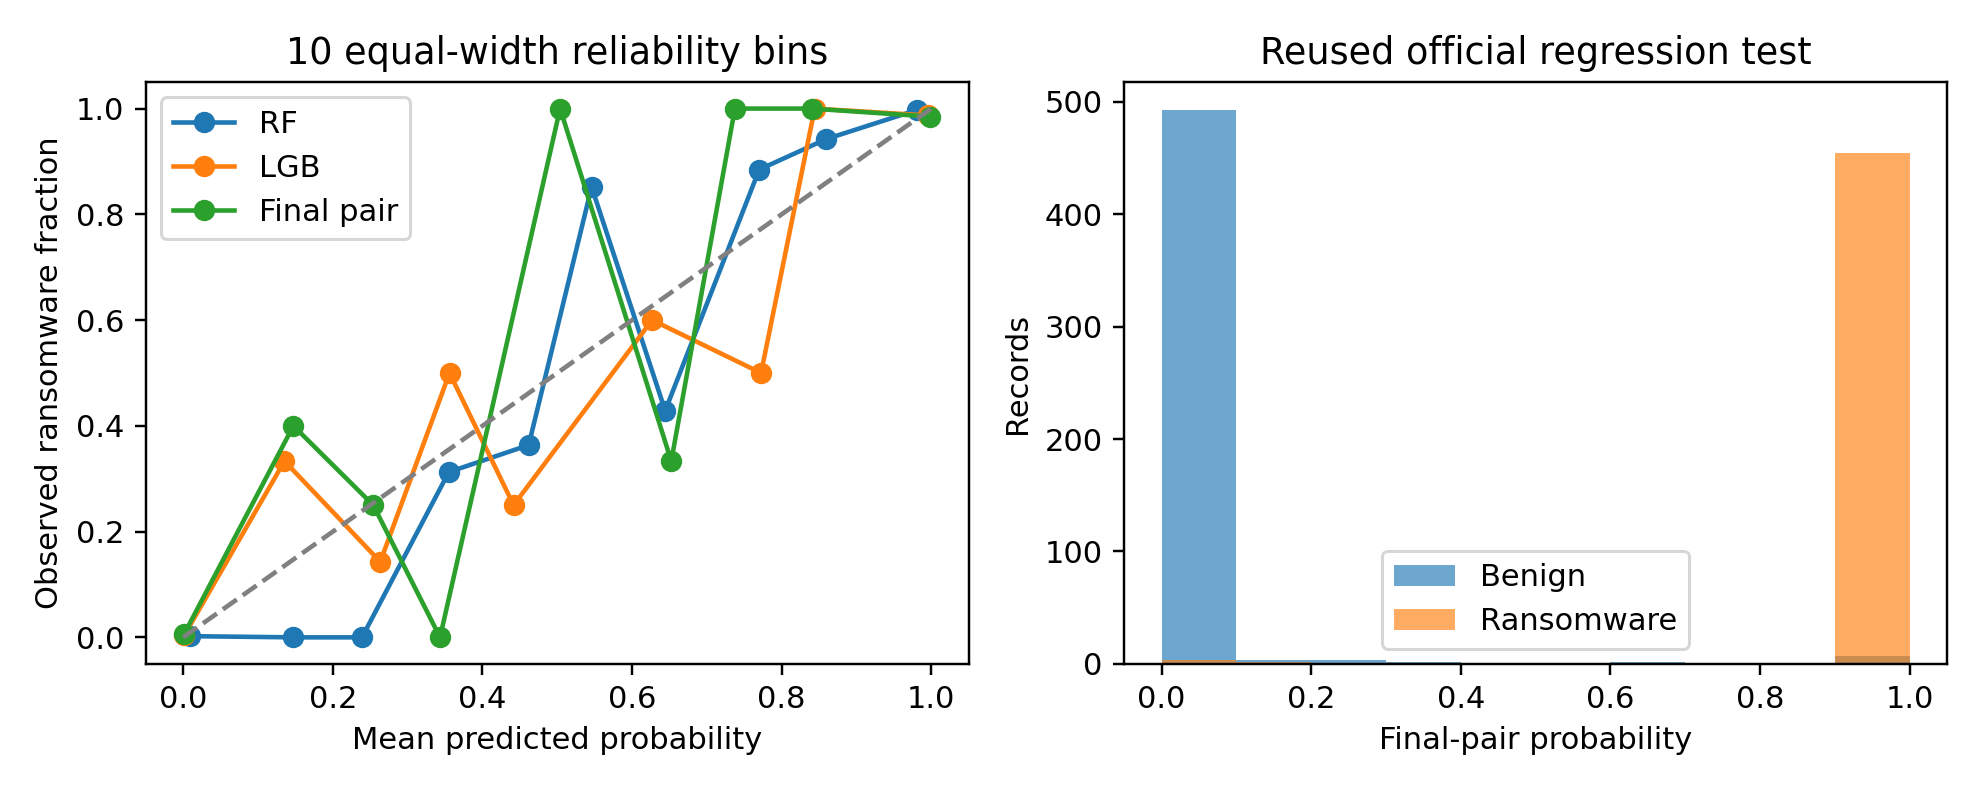 10 equal-width reliability bins
Observed ransomware fraction
1.0
0.8
0.6
0.4
0.2
0.0
RF
LGB
Final pair
0.0 0.2 0.4 0.6 0.8 1.0
Mean predicted probability
Reused official regression test
Records
500
400
300
200
100
0
Benign
Ransomware
0.0 0.2 0.4 0.6 0.8 1.0
Final-pair probability